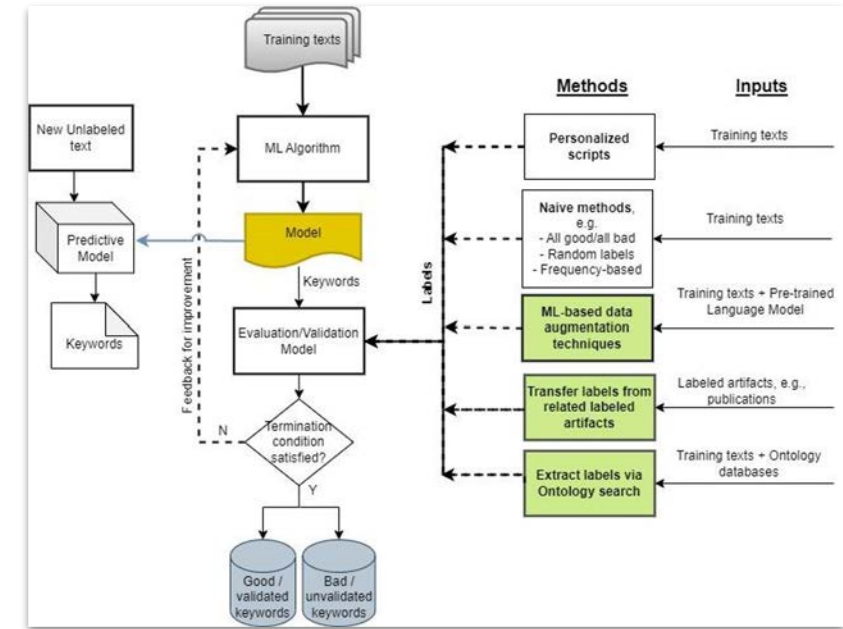 Training texts
Methods
Inputs
New Unlabeled
text
ML Algorithm
Personalized
scripts
Training texts
Predictive
Model
Model
Keywords
Naive methods,
e.g.
- All good/all bad
- Random labels
- Frequency-based
Training texts
Labels
Feedback for improvement
Keywords
Evaluation/Validation
Model
ML-based data
augmentation
techniques
Training texts + Pre-trained
Language Model
Transfer labels from
related labeled
artifacts
Labeled artifacts, e.g.,
publications
N
Termination
condition
satisfied?
Y
Extract labels via
Ontology search
Training texts + Ontology
databases
Good /
validated
keywords
Bad /
unvalidated
keywords